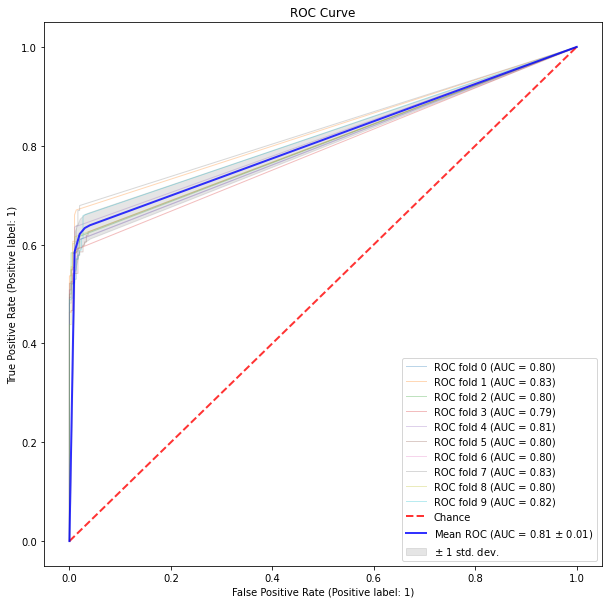 ROC Curve
True Positive Rate (Positive label: 1)
1.0
0.8
0.6
0.4
0.2
0.0
ROC fold 0 (AUC = 0.80)
ROC fold 1 (AUC = 0.83)
ROC fold 2 (AUC = 0.80)
ROC fold 3 (AUC = 0.79)
ROC fold 4 (AUC = 0.81)
ROC fold 5 (AUC = 0.80)
ROC fold 6 (AUC = 0.80)
ROC fold 7 (AUC = 0.83)
ROC fold 8 (AUC = 0.80)
ROC fold 9 (AUC = 0.82)
Chance
Mean ROC (AUC = 0.81 ± 0.01)
± 1 std. dev.
0.0 0.2 0.4 0.6 0.8 1.0
False Positive Rate (Positive label: 1)